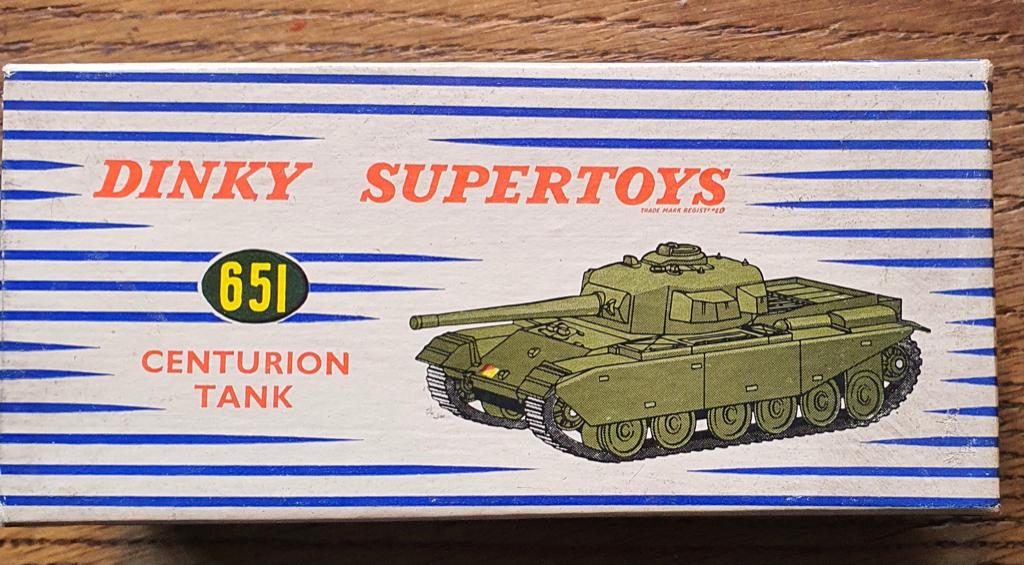 DINKY SUPERTOYS
TRADE MARK REGISTERED
651
CENTURION
TANK